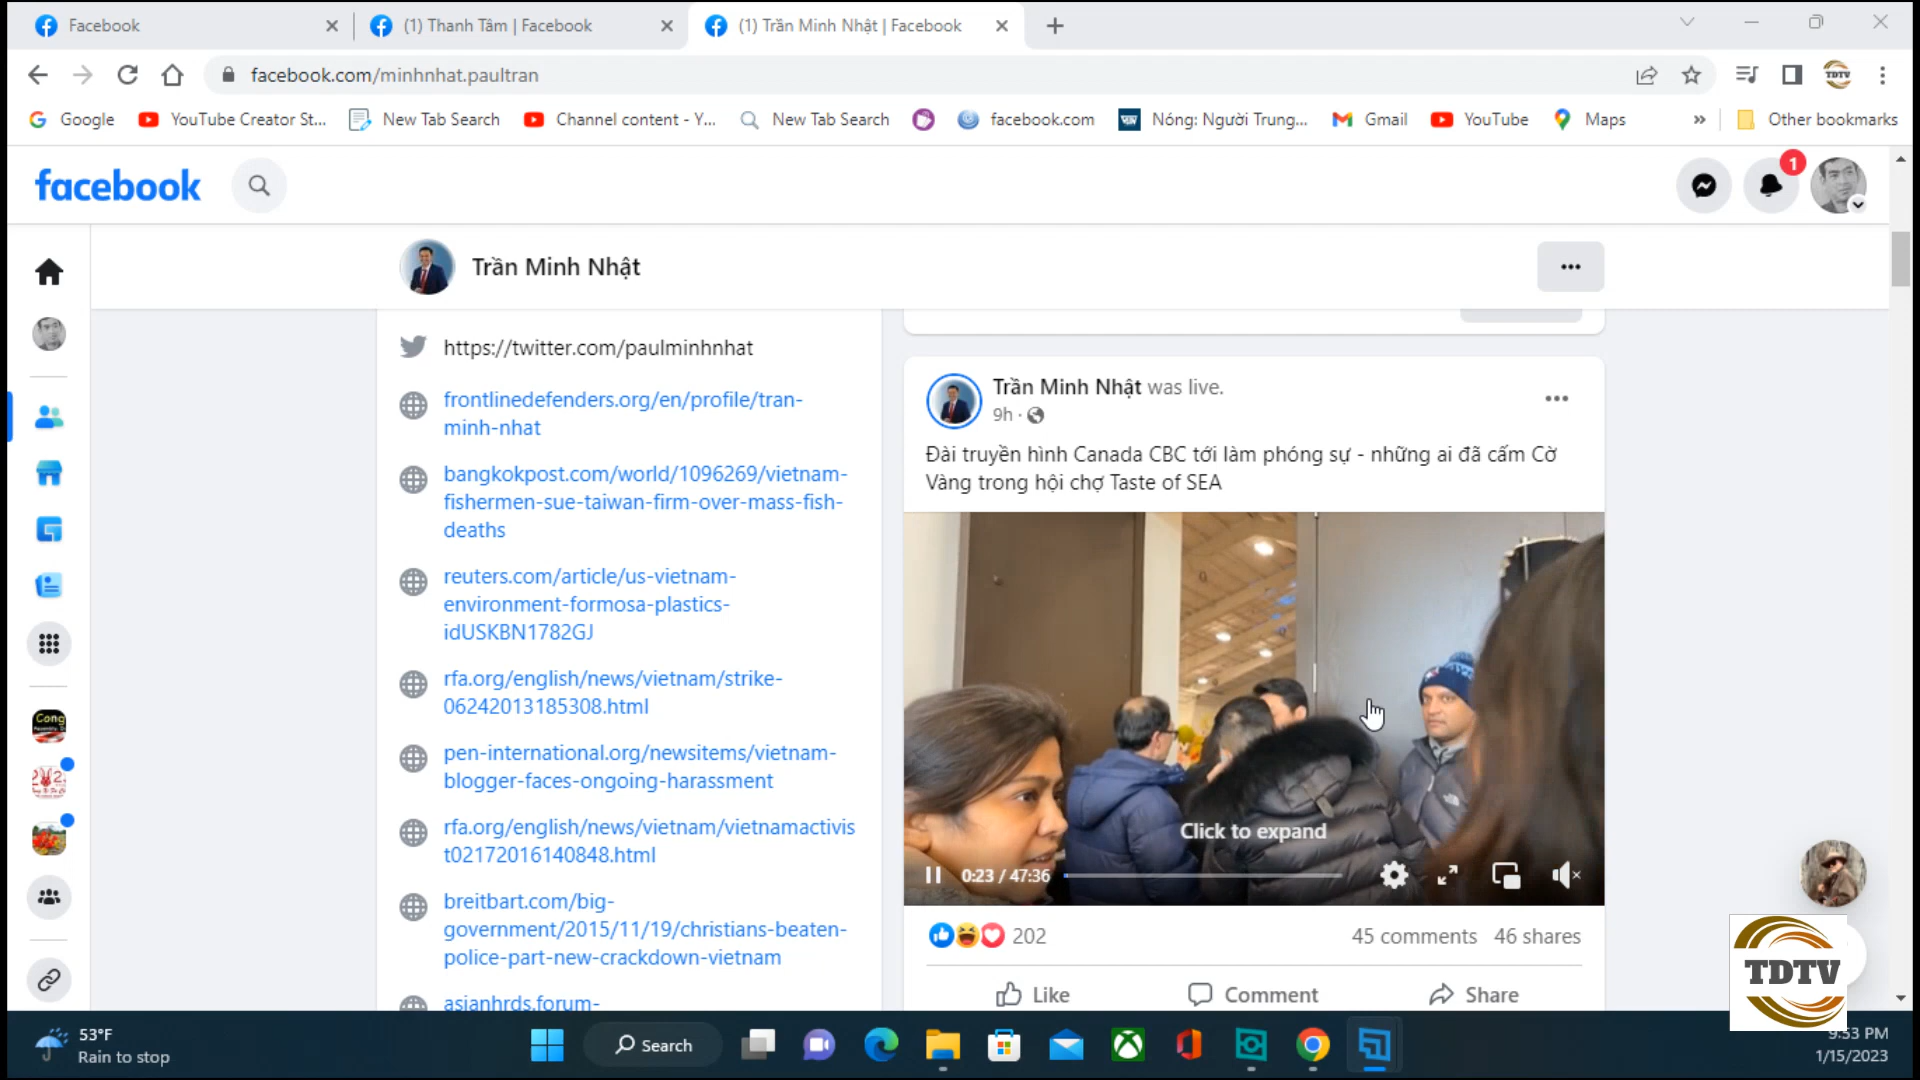 Facebook
(1) Thanh Tâm | Facebook
(1) Trần Minh Nhật | Facebook
facebook.com/minhnhat.paultran
TDTV
Google
YouTube Creator St...
New Tab Search
Channel content - Y...
New Tab Search
facebook.com
Nóng: Người Trung...
Gmail
YouTube
Maps
Other bookmarks
facebook
1
Trần Minh Nhật
https://twitter.com/paulminhnhat
frontlinedefenders.org/en/profile/tran-
minh-nhat
bangkokpost.com/world/1096269/vietnam-
fishermen-sue-taiwan-firm-over-mass-fish-
deaths
reuters.com/article/us-vietnam-
environment-formosa-plastics-
idUSKBN1782GJ
rfa.org/english/news/vietnam/strike-
06242013185308.html
pen-international.org/newsitems/vietnam-
blogger-faces-ongoing-harassment
rfa.org/english/news/vietnam/vietnamactivis
t02172016140848.html
breitbart.com/big-
government/2015/11/19/christians-beaten-
police-part-new-crackdown-vietnam
asianhrds.forum-
Trần Minh Nhật was live.
9h ·
Đài truyền hình Canada CBC tới làm phóng sự - những ai đã cấm Cờ
Vàng trong hội chợ Taste of SEA
Click to expand
0:23 / 47:36
202
45 comments 46 shares
Like
Comment
Share
Cong
TDTV
53°F
Rain to stop
Search
9:53 PM
1/15/2023